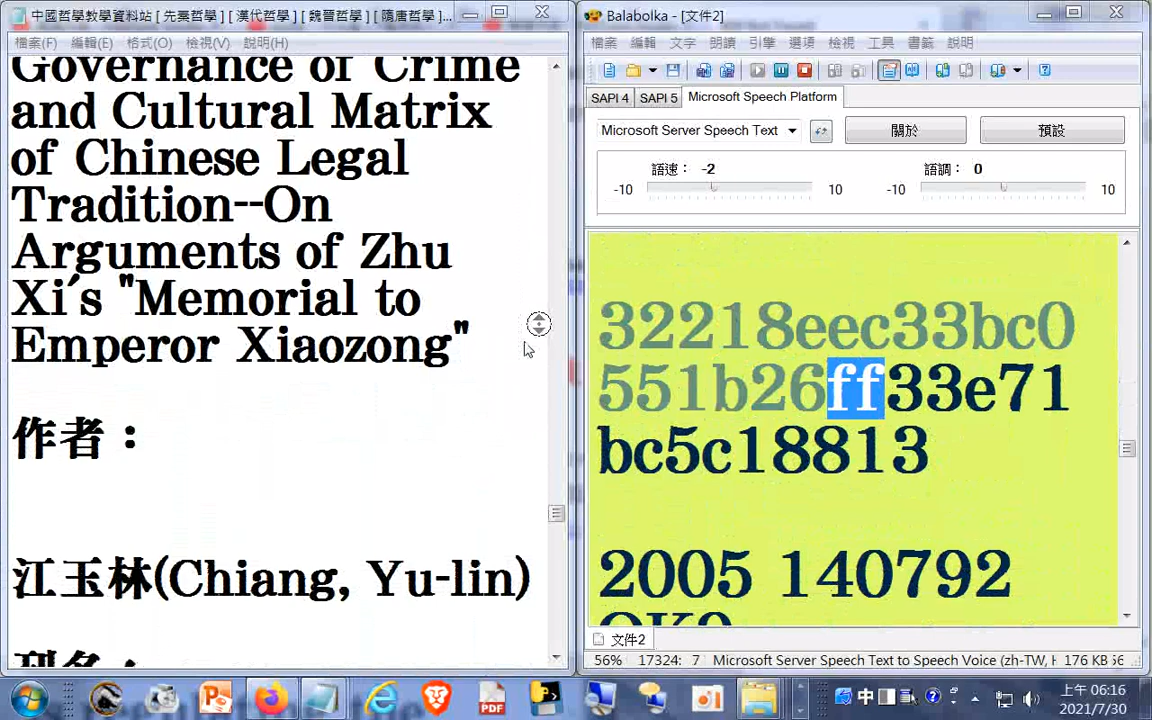 中國哲學教學資料站 [ 先秦哲學 ] [ 漢代哲學 ] [ 魏晉哲學 ] [ 隋唐哲學 ]...
檔案(F) 編輯(E) 格式(O) 檢視(V) 說明(H)
Governance of Crime
and Cultural Matrix
of Chinese Legal
Tradition--On
Arguments of Zhu
Xi´s "Memorial to
Emperor Xiaozong"
作者：
江玉林(Chiang, Yu-lin)
刊名：
Balabolka - [文件2]
檔案 編輯 文字 朗讀 引擎 選項 檢視 工具 書籤 說明
SAPI 4 SAPI 5 Microsoft Speech Platform
Microsoft Server Speech Text 關於 預設
語速： -2 語調： 0
-10 10 -10 10
32218eec33bc0
551b26ff33e71
bc5c18813
2005 140792
OK9
文件2
56% 17324: 7 Microsoft Server Speech Text to Speech Voice (zh-TW, H 176 KB
中 上午 06:16
2021/7/30